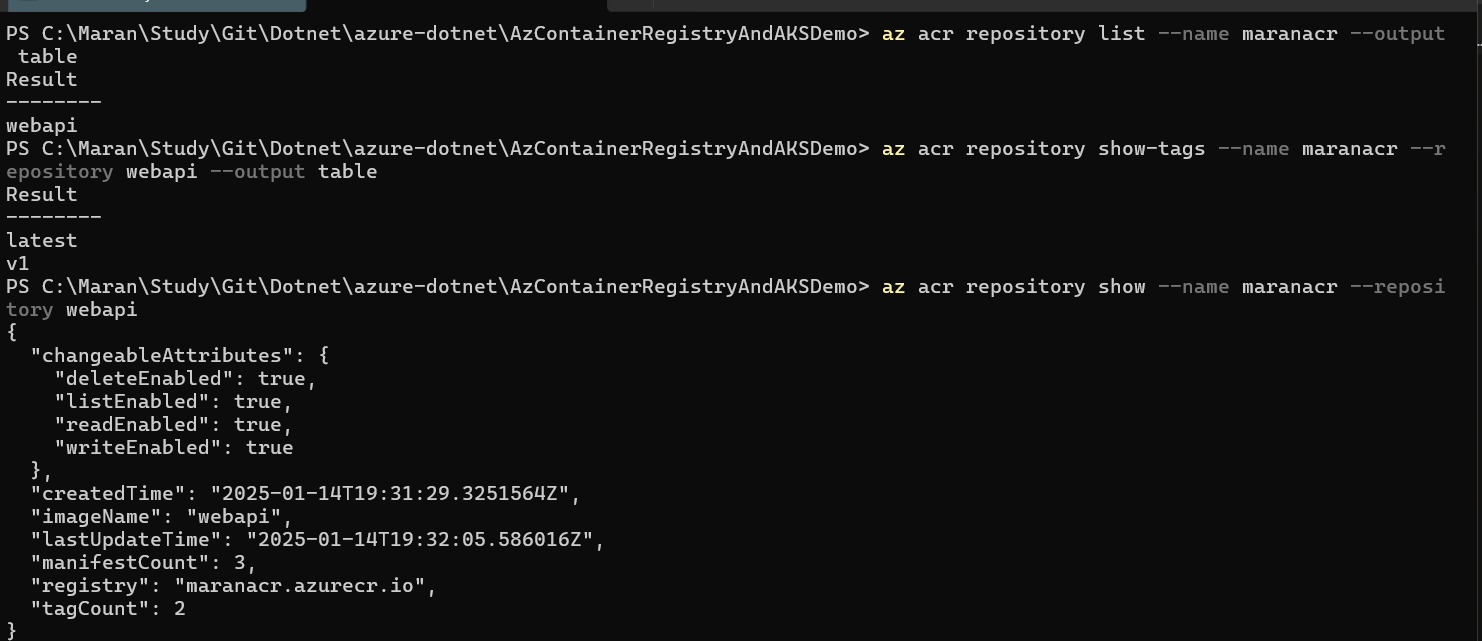 PS C:\Maran\Study\Git\Dotnet\azure-dotnet\AzContainerRegistryAndAKSDemo> az acr repository list --name maranacr --output
 table
Result
--------
webapi
PS C:\Maran\Study\Git\Dotnet\azure-dotnet\AzContainerRegistryAndAKSDemo> az acr repository show-tags --name maranacr --r
epository webapi --output table
Result
--------
latest
v1
PS C:\Maran\Study\Git\Dotnet\azure-dotnet\AzContainerRegistryAndAKSDemo> az acr repository show --name maranacr --reposi
tory webapi
{
  "changeableAttributes": {
    "deleteEnabled": true,
    "listEnabled": true,
    "readEnabled": true,
    "writeEnabled": true
  },
  "createdTime": "2025-01-14T19:31:29.3251564Z",
  "imageName": "webapi",
  "lastUpdateTime": "2025-01-14T19:32:05.586016Z",
  "manifestCount": 3,
  "registry": "maranacr.azurecr.io",
  "tagCount": 2
}